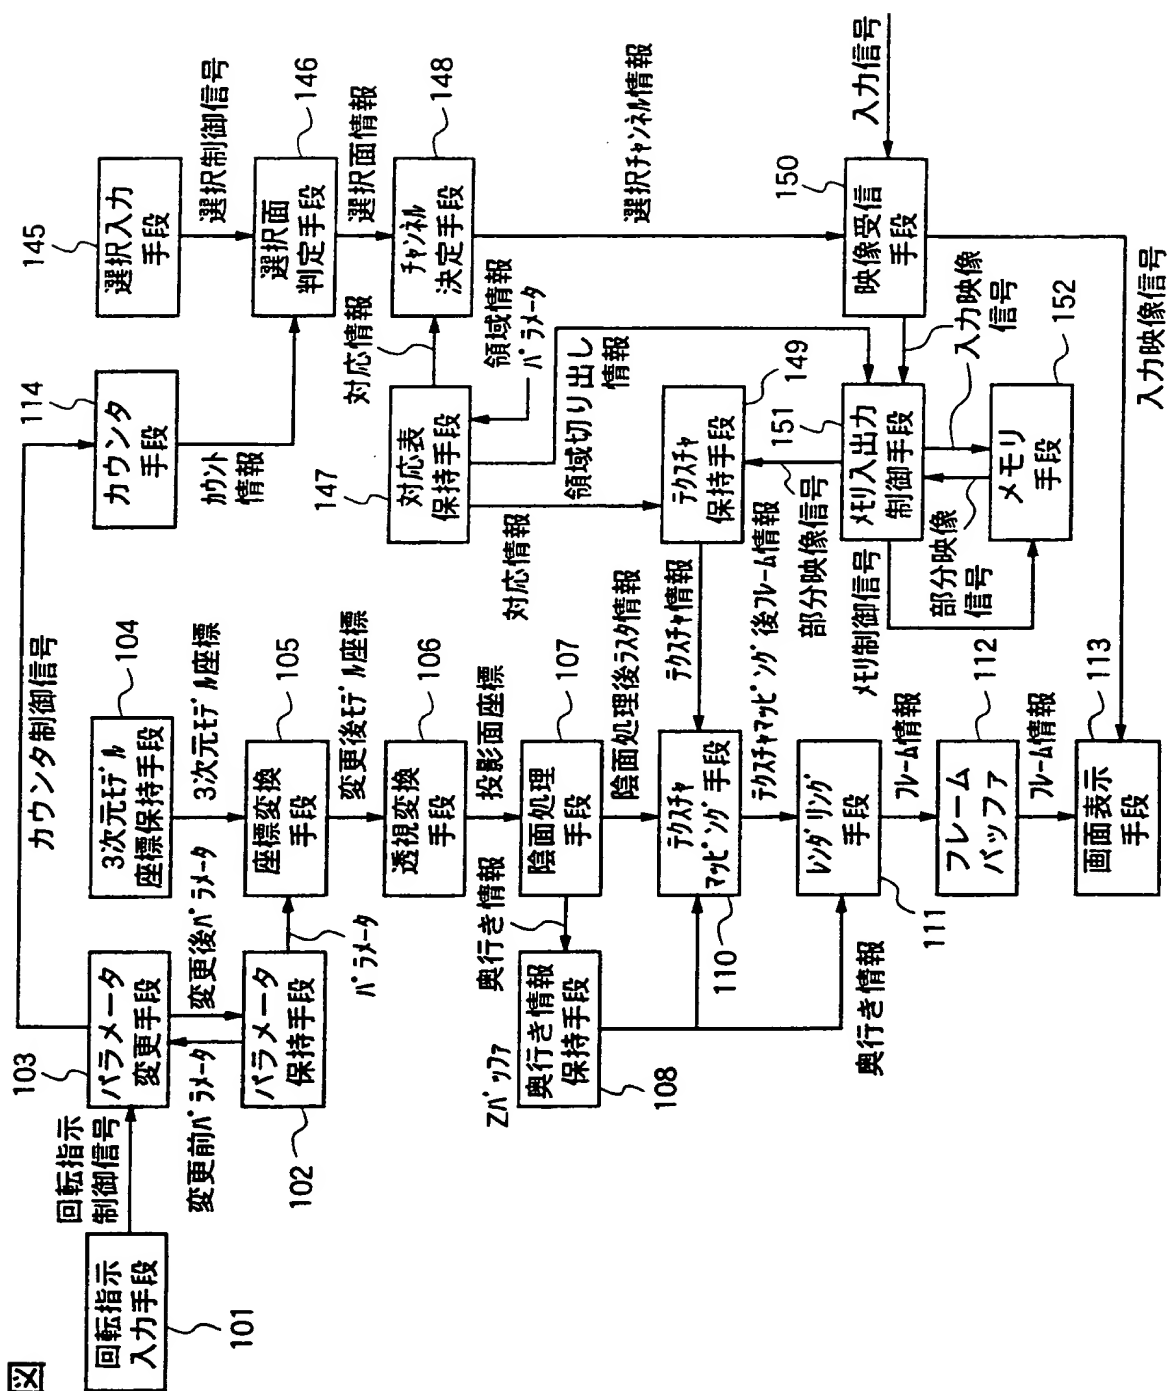 図
回転指示
入力手段
101
回転指示
制御信号
103
パラメータ
変更手段
変更前パラメータ
変更後パラメータ
パラメータ
保持手段
102
パラメータ
カウンタ制御信号
3次元モデル
座標保持手段
104
3次元モデル座標
座標変換
手段
105
変更後モデル座標
透視変換
手段
106
投影面座標
陰面処理
手段
107
奥行き情報
Zバッファ
奥行き情報
保持手段
108
陰面処理後ラスタ情報
テクスチャ
マッピング手段
110
テクスチャ情報
テクスチャマッピング後フレーム情報
レンダリング
手段
111
奥行き情報
フレーム情報
フレーム
バッファ
112
フレーム情報
画面表示
手段
113
114
カウンタ
手段
カウント
情報
145
選択入力
手段
選択制御信号
選択面
判定手段
146
選択面情報
チャンネル
決定手段
148
対応情報
147
対応表
保持手段
領域情報
パラメータ
対応情報
領域切り出し
情報
テクスチャ
保持手段
149
選択チャンネル情報
部分映像信号
151
メモリ入出力
制御手段
メモリ制御信号
部分映像
信号
入力映像
信号
メモリ
手段
152
150
映像受信
手段
入力信号
入力映像信号